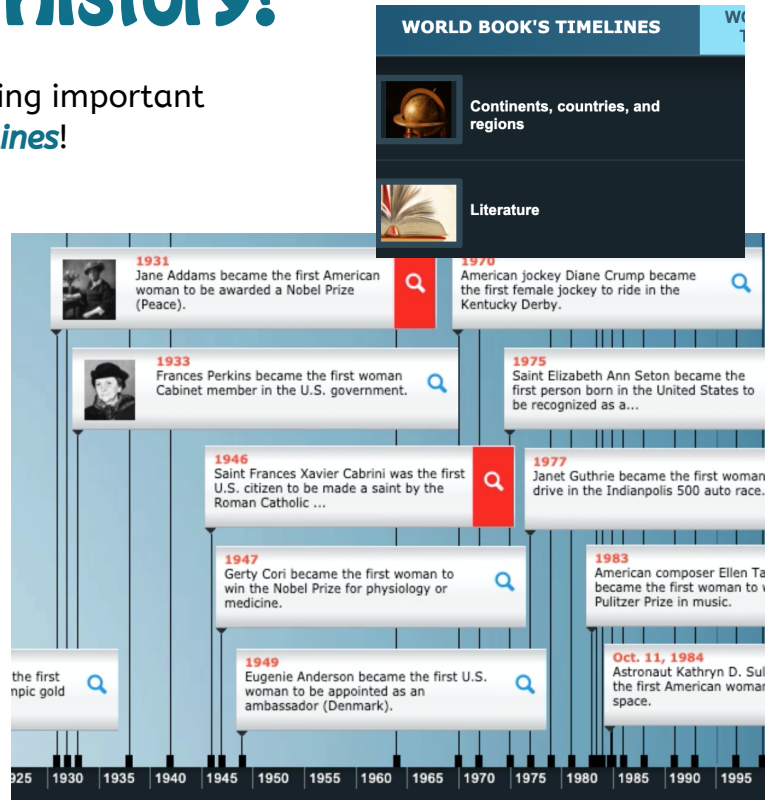 History!
ing important
ines!
WORLD BOOK'S TIMELINES
Continents, countries, and
regions
Literature
1931
Jane Addams became the first American
woman to be awarded a Nobel Prize
(Peace).
1970
American jockey Diane Crump became
the first female jockey to ride in the
Kentucky Derby.
1933
Frances Perkins became the first woman
Cabinet member in the U.S. government.
1975
Saint Elizabeth Ann Seton became the
first person born in the United States to
be recognized as a...
1946
Saint Frances Xavier Cabrini was the first
U.S. citizen to be made a saint by the
Roman Catholic ...
1977
Janet Guthrie became the first woman
drive in the Indianpolis 500 auto race.
1947
Gerty Cori became the first woman to
win the Nobel Prize for physiology or
medicine.
1983
American composer Ellen Ta
became the first woman to
Pulitzer Prize in music.
the first
mpic gold
1949
Eugenie Anderson became the first U.S.
woman to be appointed as an
ambassador (Denmark).
Oct. 11, 1984
Astronaut Kathryn D. Sul
the first American woman
space.
925 1930 1935 1940 1945 1950 1955 1960 1965 1970 1975 1980 1985 1990 1995